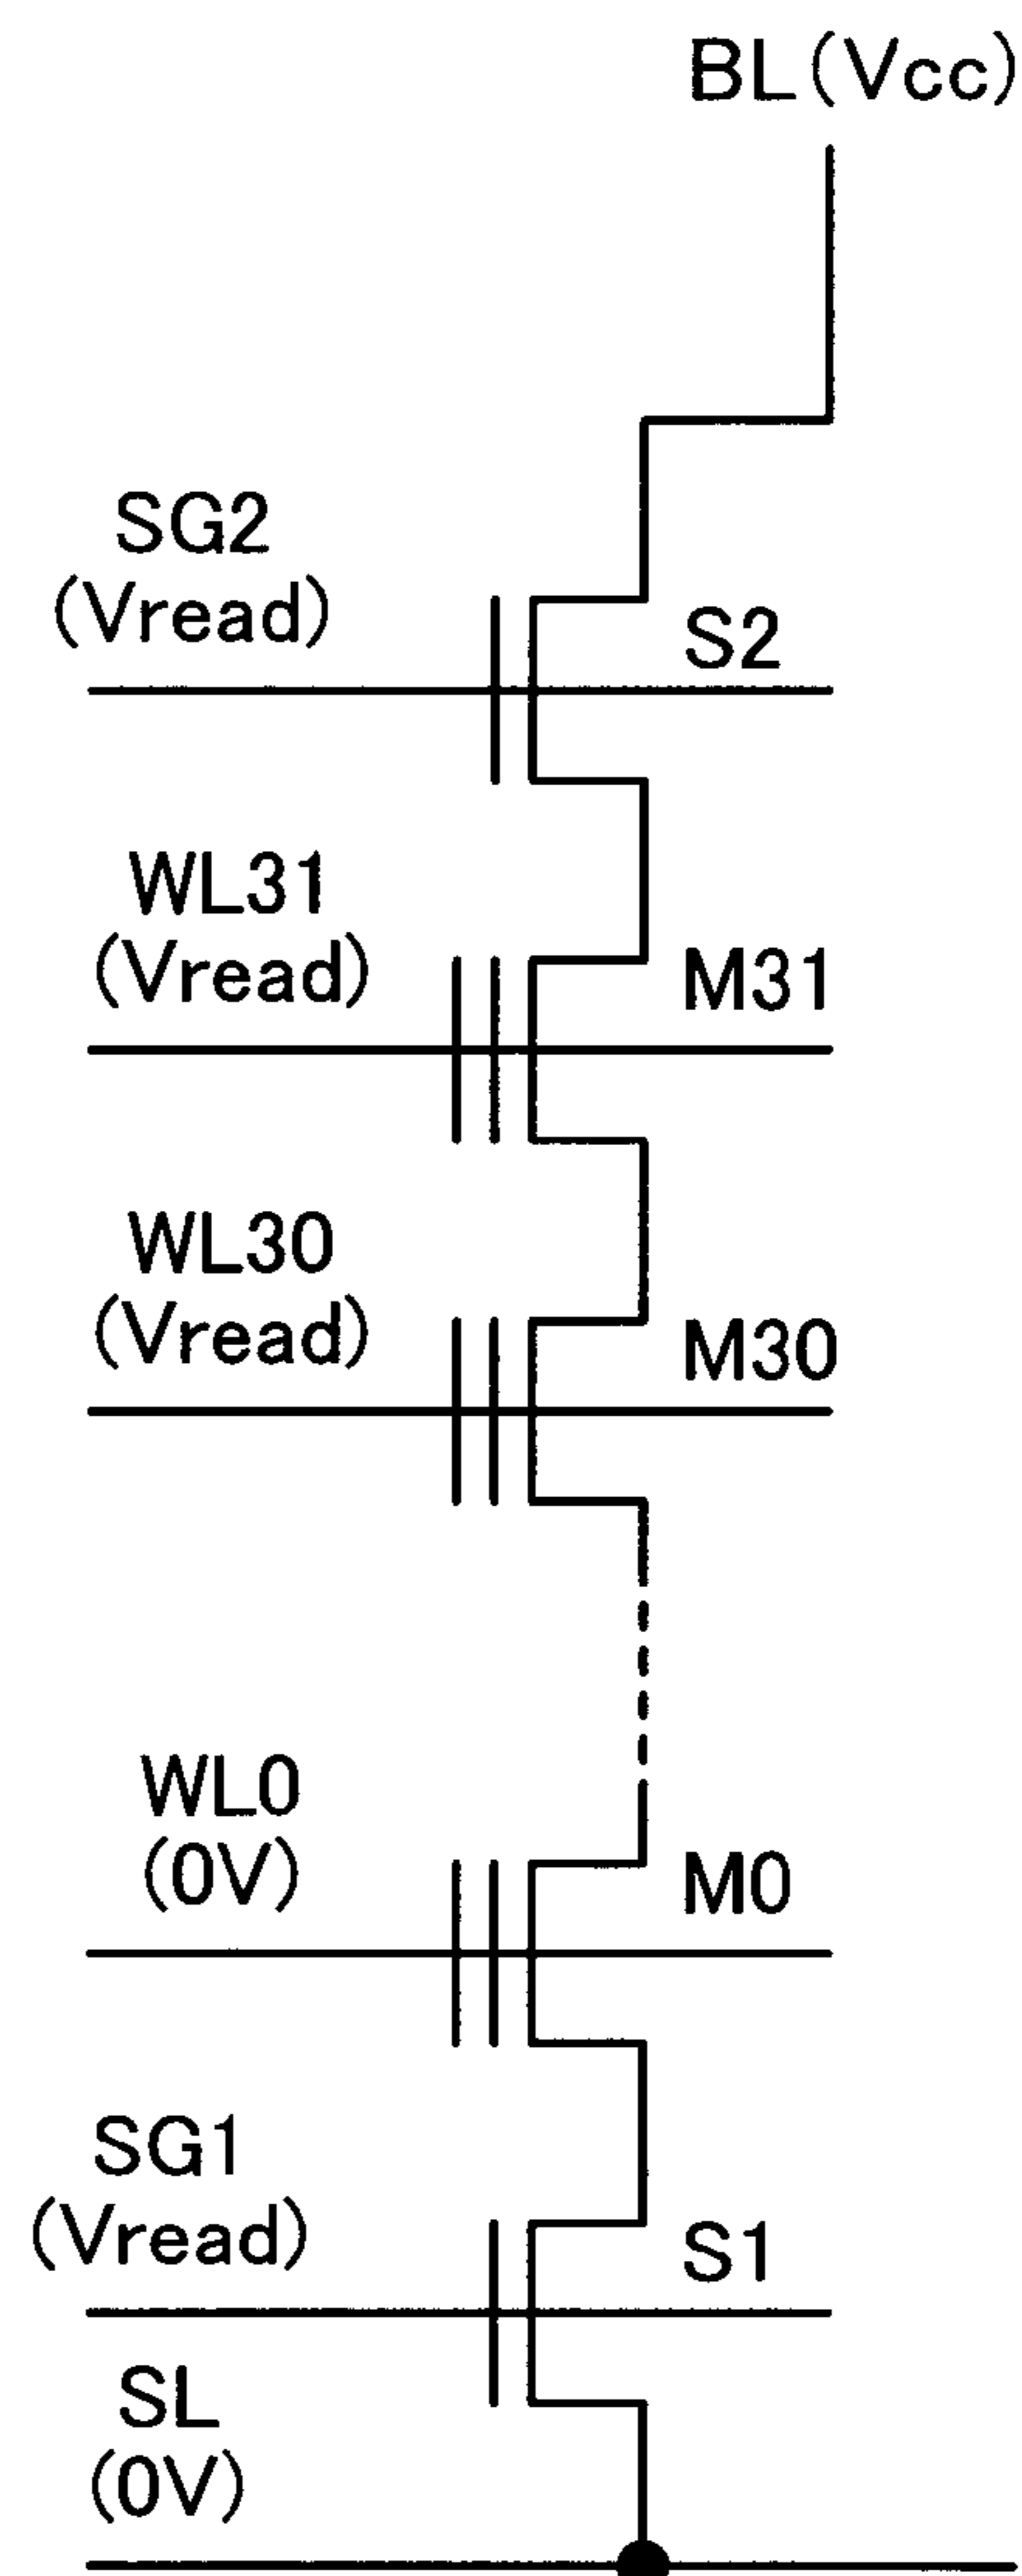 BL(Vcc)
SG2
(Vread)
S2
WL31
(Vread)
M31
WL30
(Vread)
M30
WL0
(0V)
M0
SG1
(Vread)
S1
SL
(0V)